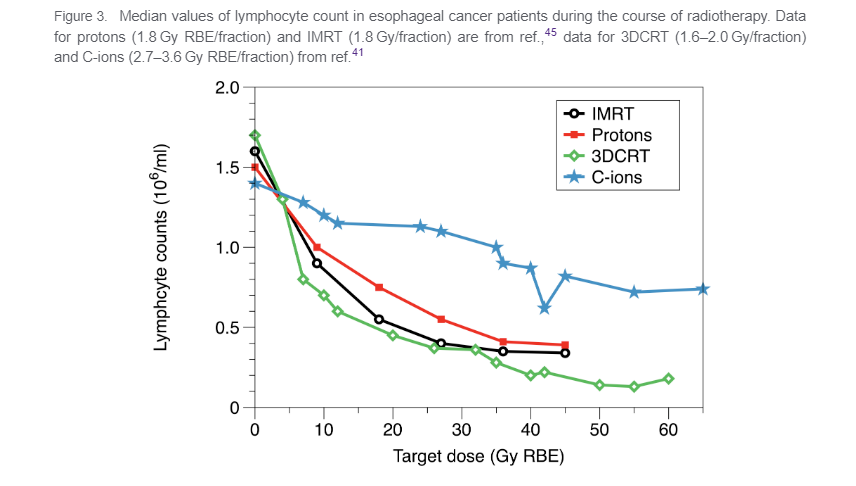 Figure 3. Median values of lymphocyte count in esophageal cancer patients during the course of radiotherapy. Data
for protons (1.8 Gy RBE/fraction) and IMRT (1.8 Gy/fraction) are from ref.,45 data for 3DCRT (1.6–2.0 Gy/fraction)
and C-ions (2.7–3.6 Gy RBE/fraction) from ref.41
2.0
1.5
1.0
0.5
0
Lymphcyte counts (10⁶/ml)
IMRT
Protons
3DCRT
C-ions
0 10 20 30 40 50 60
Target dose (Gy RBE)